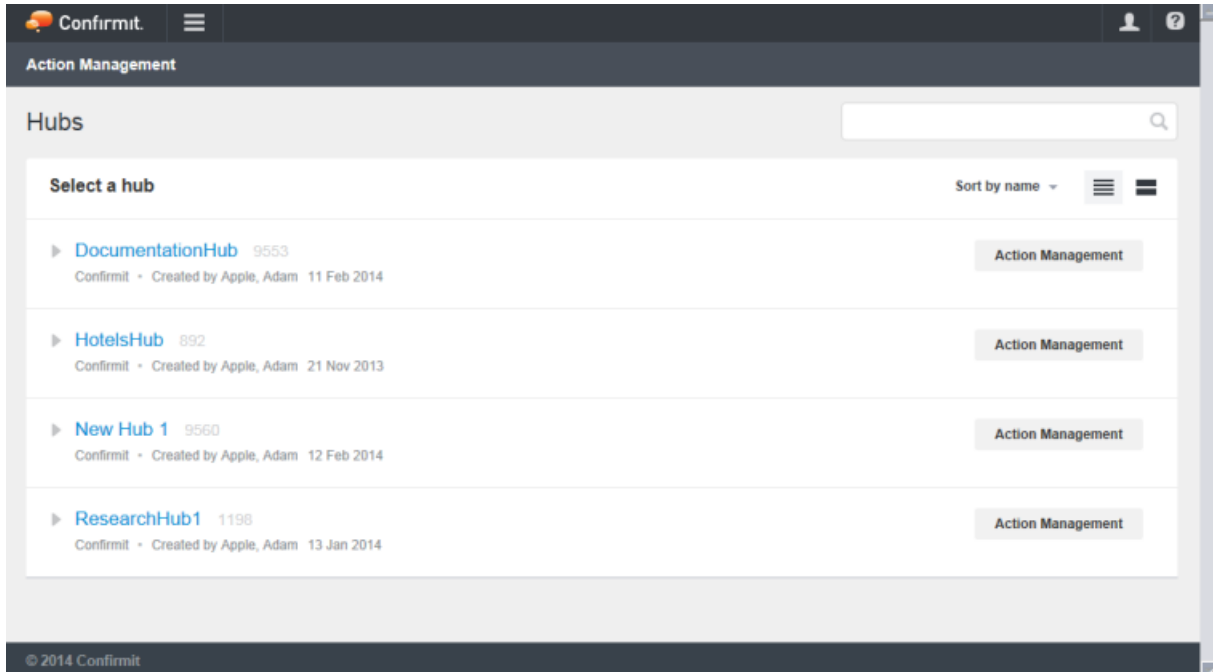 Confirmit.
Action Management
Hubs
Select a hub
Sort by name
DocumentationHub 9553
Confirmit • Created by Apple, Adam 11 Feb 2014
Action Management
HotelsHub 892
Confirmit • Created by Apple, Adam 21 Nov 2013
Action Management
New Hub 1 9560
Confirmit • Created by Apple, Adam 12 Feb 2014
Action Management
ResearchHub1 1198
Confirmit • Created by Apple, Adam 13 Jan 2014
Action Management
© 2014 Confirmit